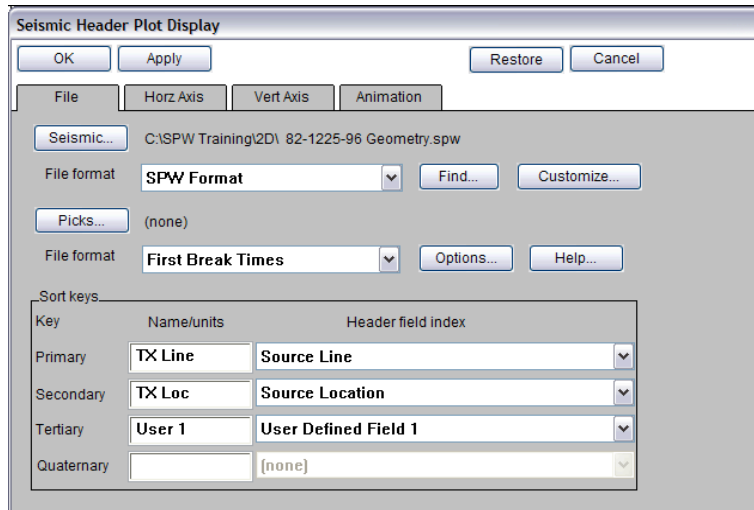 Seismic Header Plot Display
OK Apply Restore Cancel
File Horz Axis Vert Axis Animation
Seismic... C:\SPW Training\2D\ 82-1225-96 Geometry.spw
File format SPW Format Find... Customize...
Picks... (none)
File format First Break Times Options... Help...
Sort keys
Key Name/units Header field index
Primary TX Line Source Line
Secondary TX Loc Source Location
Tertiary User 1 User Defined Field 1
Quaternary (none)